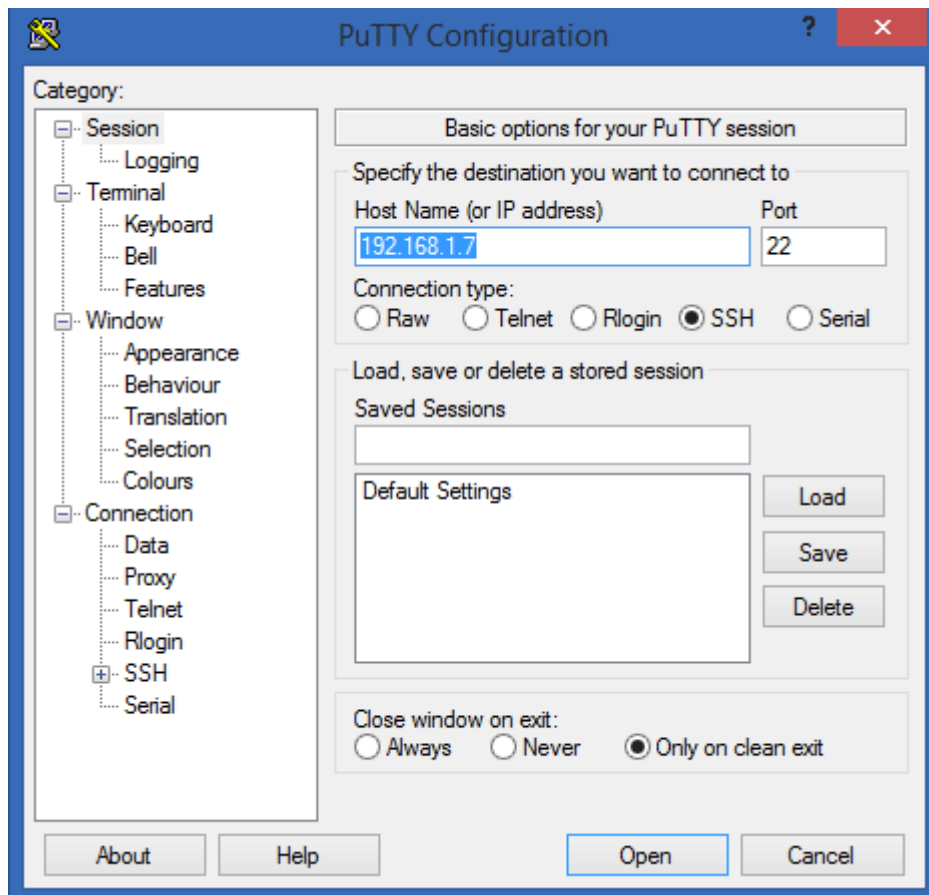 PuTTY Configuration
?
Category:
Session
Logging
Terminal
Keyboard
Bell
Features
Window
Appearance
Behaviour
Translation
Selection
Colours
Connection
Data
Proxy
Telnet
Rlogin
SSH
Serial
Basic options for your PuTTY session
Specify the destination you want to connect to
Host Name (or IP address) Port
192.168.1.7 22
Connection type:
Raw Telnet Rlogin SSH Serial
Load, save or delete a stored session
Saved Sessions
Default Settings
Load
Save
Delete
Close window on exit:
Always Never Only on clean exit
About Help Open Cancel